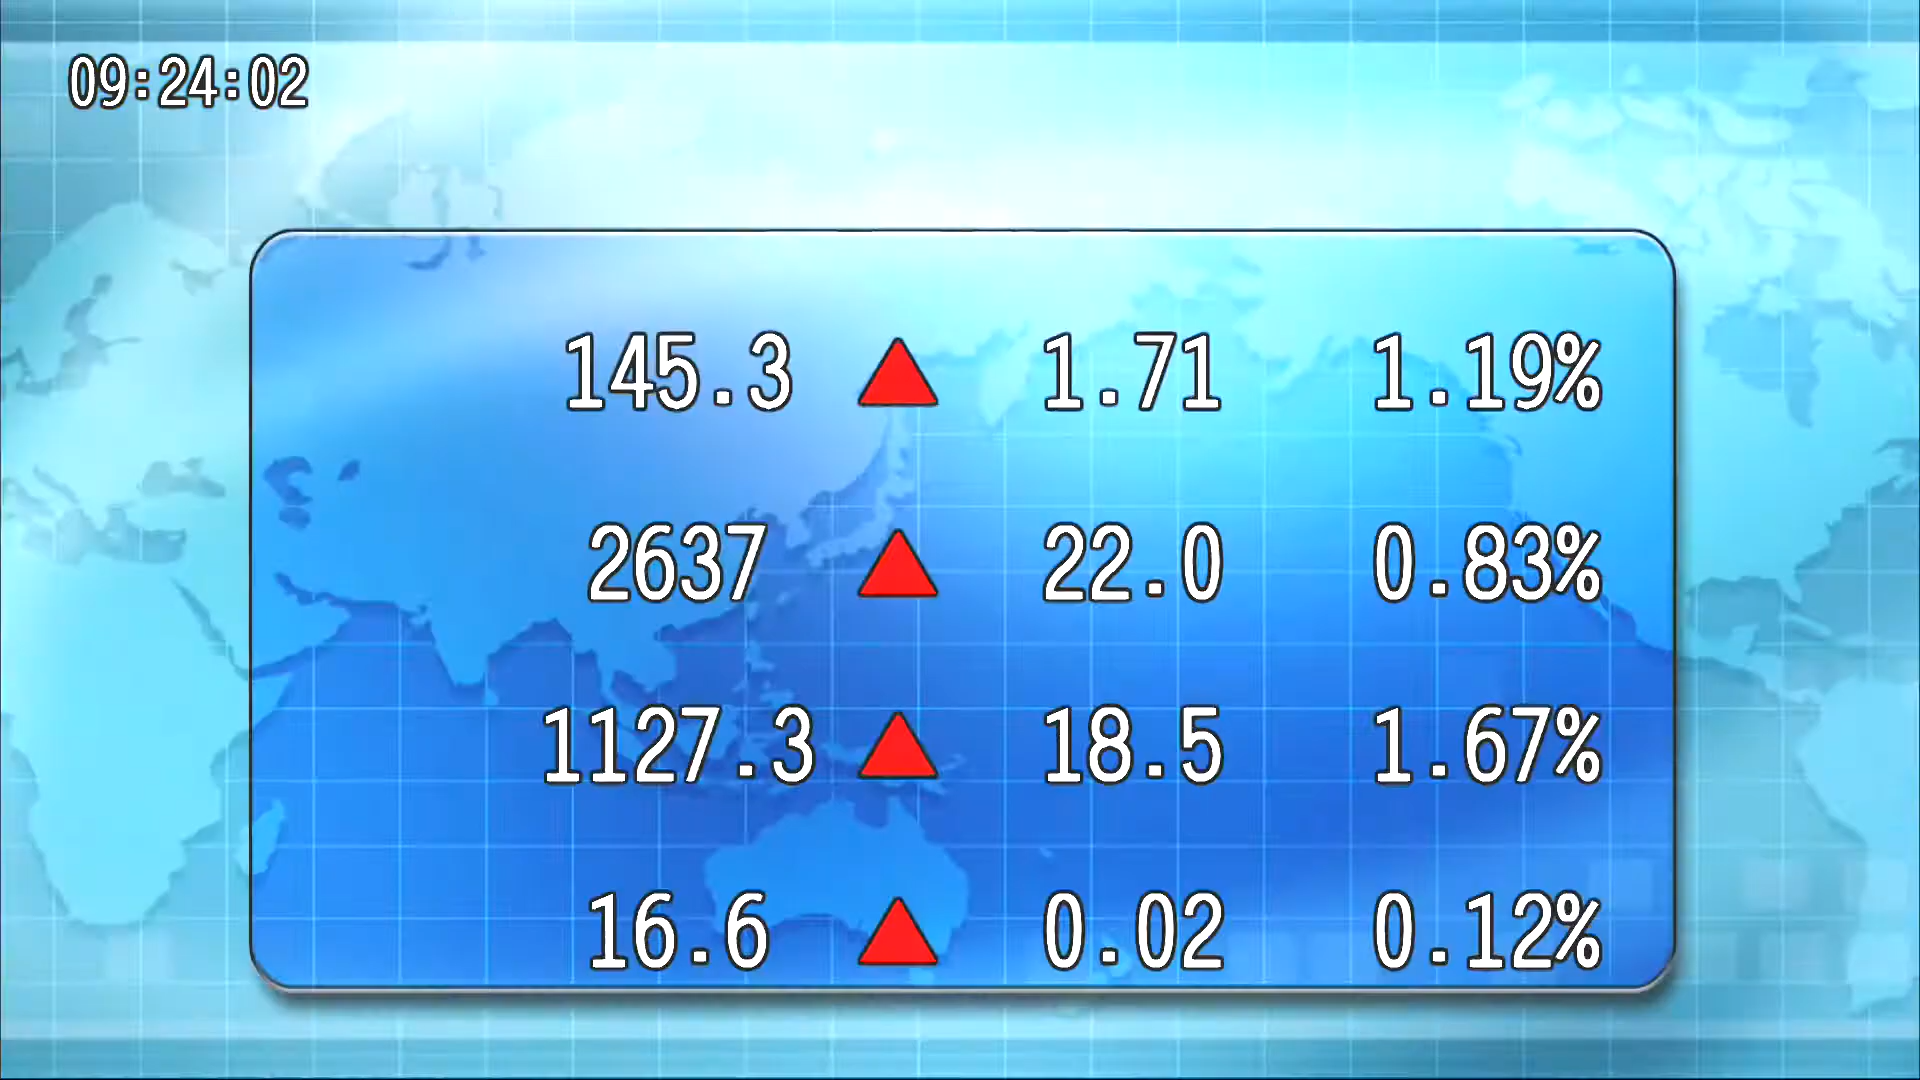 09:24:02
145.3 ▲ 1.71 1.19%
2637 ▲ 22.0 0.83%
1127.3 ▲ 18.5 1.67%
16.6 ▲ 0.02 0.12%